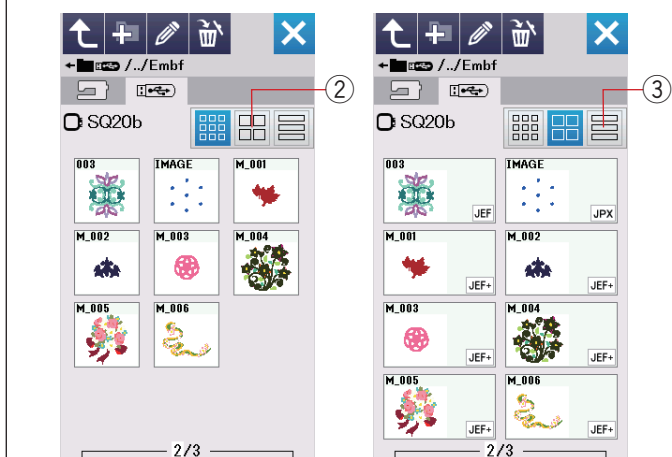 /../Embf
②
SQ20b
003 IMAGE M_001
M_002 M_003 M_004
M_005 M_006
2/3
/../Embf
③
SQ20b
003 IMAGE
JEF JPX
M_001 M_002
JEF+ JEF+
M_003 M_004
JEF+ JEF+
M_005 M_006
JEF+ JEF+
2/3